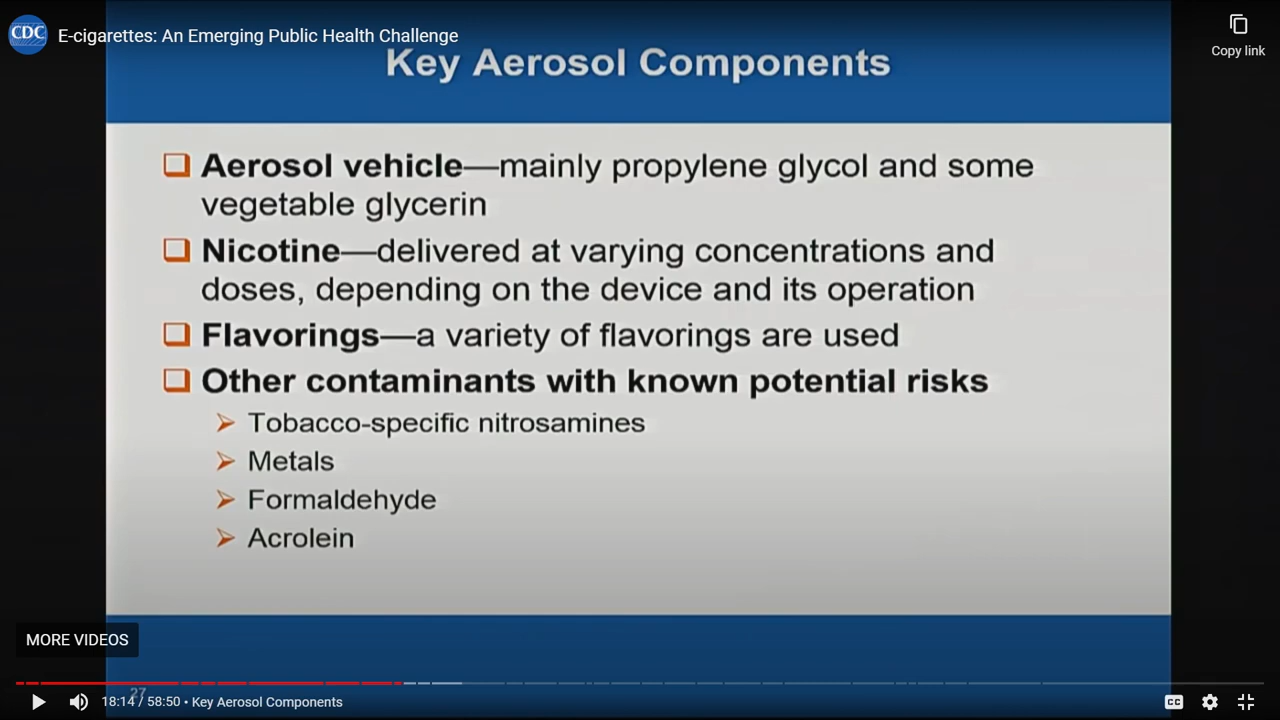 CDC
E-cigarettes: An Emerging Public Health Challenge
Copy link
Key Aerosol Components
Aerosol vehicle—mainly propylene glycol and some
vegetable glycerin
Nicotine—delivered at varying concentrations and
doses, depending on the device and its operation
Flavorings—a variety of flavorings are used
Other contaminants with known potential risks
Tobacco-specific nitrosamines
Metals
Formaldehyde
Acrolein
MORE VIDEOS
27
18:14 / 58:50 • Key Aerosol Components
CC